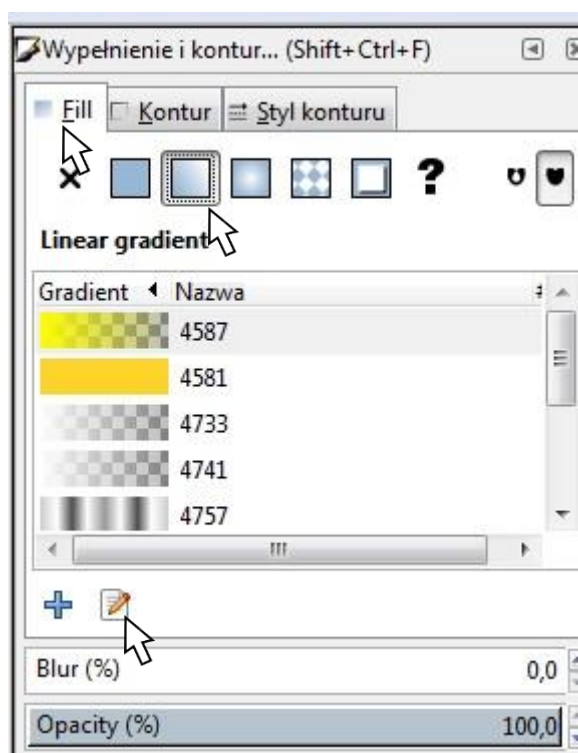 Wypełnienie i kontur... (Shift+Ctrl+F)
Fill Kontur Styl konturu
?
Linear gradient
Gradient Nazwa
4587
4581
4733
4741
4757
Blur (%) 0,0
Opacity (%) 100,0